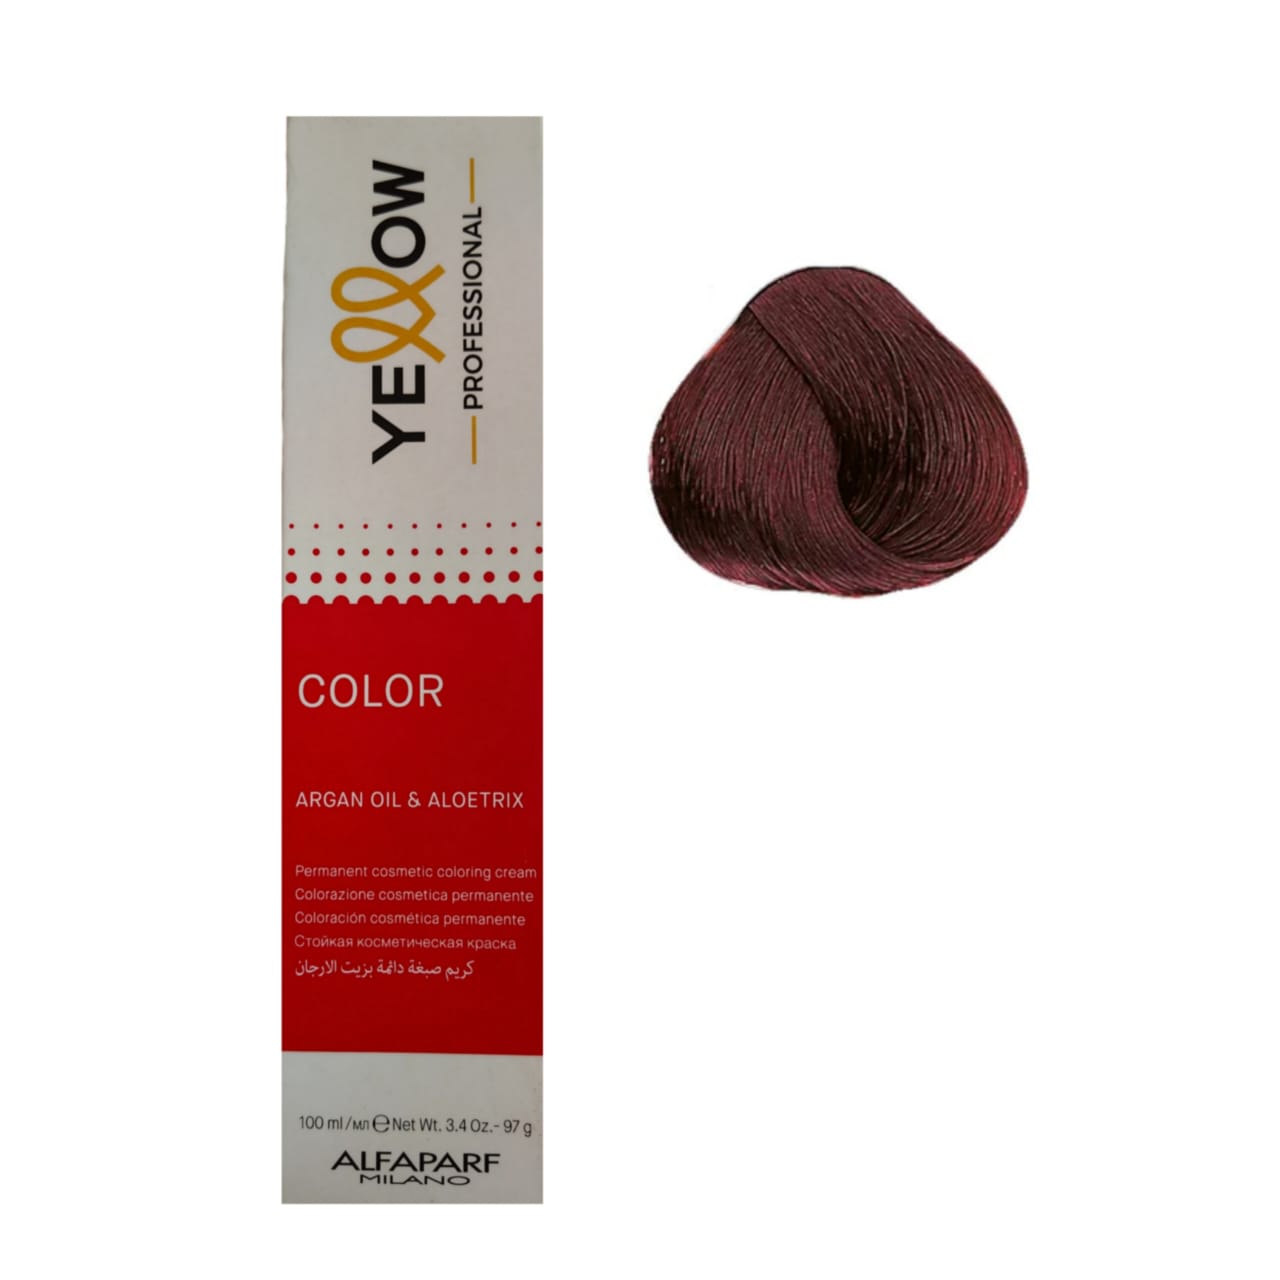 YELLOW
PROFESSIONAL
COLOR
ARGAN OIL & ALOETRIX
Permanent cosmetic coloring cream
Colorazione cosmetica permanente
Coloración cosmética permanente
Стойкая косметическая краска
كريم صبغة دائمة بزيت الارجان
100 ml/мл ℮ Net Wt. 3.4 Oz.- 97 g
ALFAPARF
MILANO